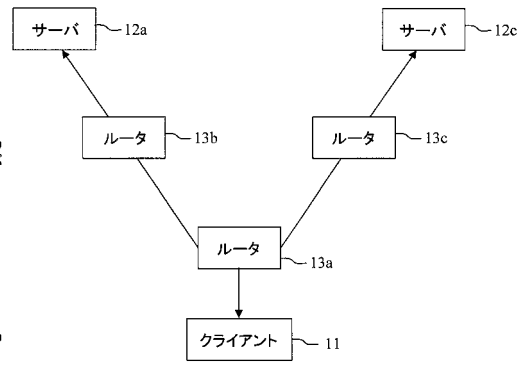 サーバ 12a
サーバ 12c
ルータ 13b
ルータ 13c
ルータ 13a
クライアント 11